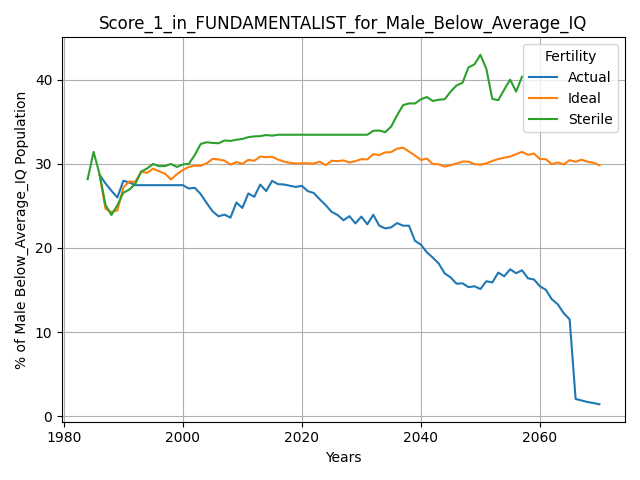 Score_1_in_FUNDAMENTALIST_for_Male_Below_Average_IQ
Fertility
Actual
Ideal
Sterile
% of Male Below_Average_IQ Population
40
30
20
10
0
1980
2000
2020
2040
2060
Years